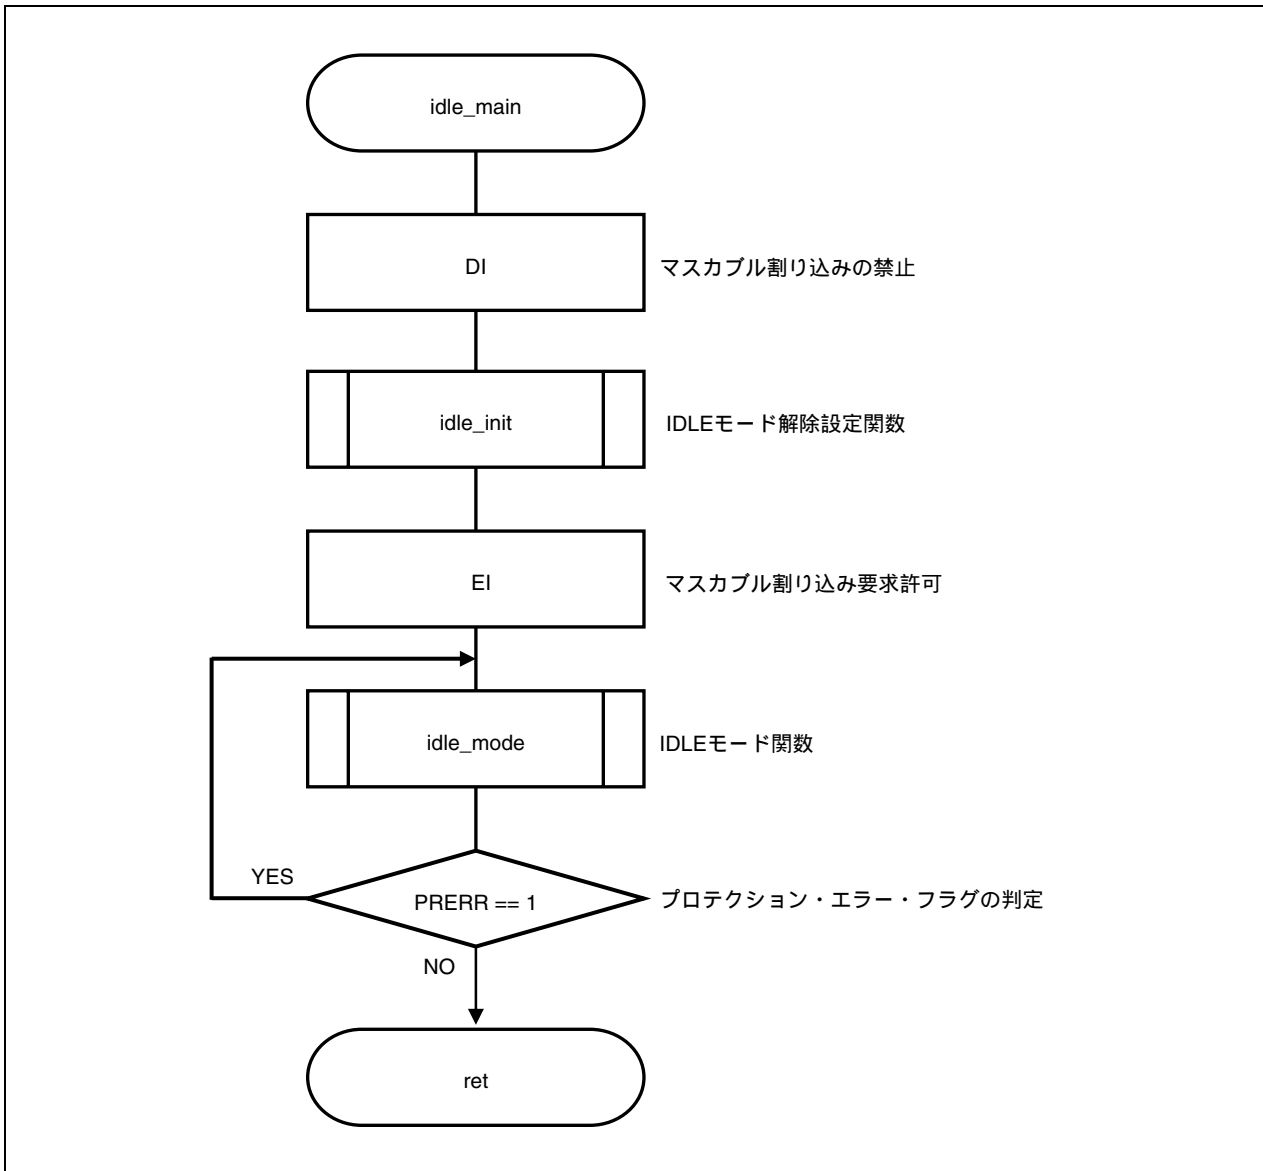 idle_main
DI
マスカブル割り込みの禁止
idle_init
IDLEモード解除設定関数
EI
マスカブル割り込み要求許可
idle_mode
IDLEモード関数
YES
PRERR == 1
プロテクション・エラー・フラグの判定
NO
ret